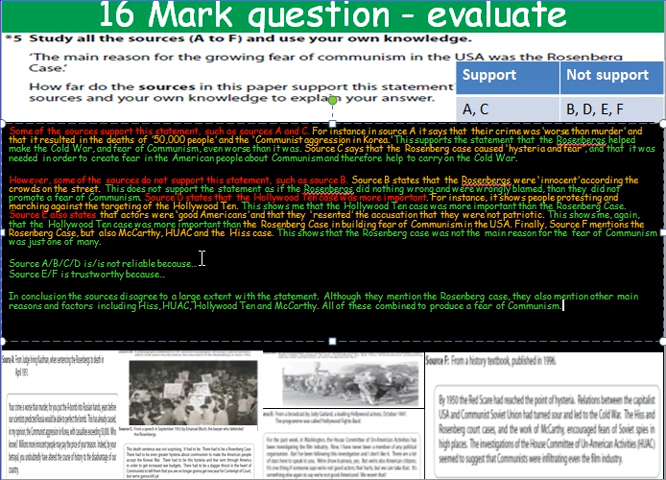 16 Mark question - evaluate
*5 Study all the sources (A to F) and use your own knowledge.
'The main reason for the growing fear of communism in the USA was the Rosenberg
Case.'
How far do the sources in this paper support this statement
sources and your own knowledge to explain your answer.
Support Not support
A, C B, D, E, F
Some of the sources support this statement, such as sources A and C. For instance in source A it says that their crime was 'worse than murder' and
that it resulted in the deaths of '50,000 people' and the 'Communist aggression in Korea.' This supports the statement that the Rosenbergs helped
make the Cold War, and fear of Communism, even worse than it was. Source C says that the Rosenberg case caused 'hysteria and fear', and that it was
needed in order to create fear in the American people about Communism and therefore help to carry on the Cold War.
However, some of the sources do not support this statement, such as source B. Source B states that the Rosenbergs were 'innocent' according the
crowds on the street. This does not support the statement as if the Rosenbergs did nothing wrong and were wrongly blamed, than they did not
promote a fear of Communism. Source D states that the Hollywood Ten case was more important. For instance, it shows people protesting and
marching against the targeting of the Hollywood Ten. This shows me that the Hollywood Ten case was more important than the Rosenberg case.
Source E also states that actors were 'good Americans' and that they 'resented' the accusation that they were not patriotic. This show me, again,
that the Hollywood Ten case was more important than the Rosenberg Case in building fear of Communism in the USA. Finally, Source F mentions the
Rosenberg case, but also McCarthy, HUAC and the Hiss case. This shows that the Rosenberg case was not the main reason for the fear of Communism
was just one of many.
Source A/B/C/D is/is not reliable because...
Source E/F is trustworthy because...
In conclusion the sources disagree to a large extent with the statement. Although they mention the Rosenberg case, they also mention other main
reasons and factors including Hiss, HUAC, Hollywood Ten and McCarthy. All of these combined to produce a fear of Communism.
Source A: From Judge Irving Kaufman, when sentencing the Rosenbergs to death in
April 1951.
Source F: From a history textbook, published in 1996.
By 1950 the Red Scare had reached the point of hysteria. Relations between the capitalist
USA and Communist Soviet Union had turned sour and led to the Cold War. The Hiss and
Rosenberg court cases, and the work of McCarthy, encouraged fears of Soviet spies in
high places. The investigations of the House Committee of Un-American Activities (HUAC)
seemed to suggest that Communists were infiltrating even the film industry.